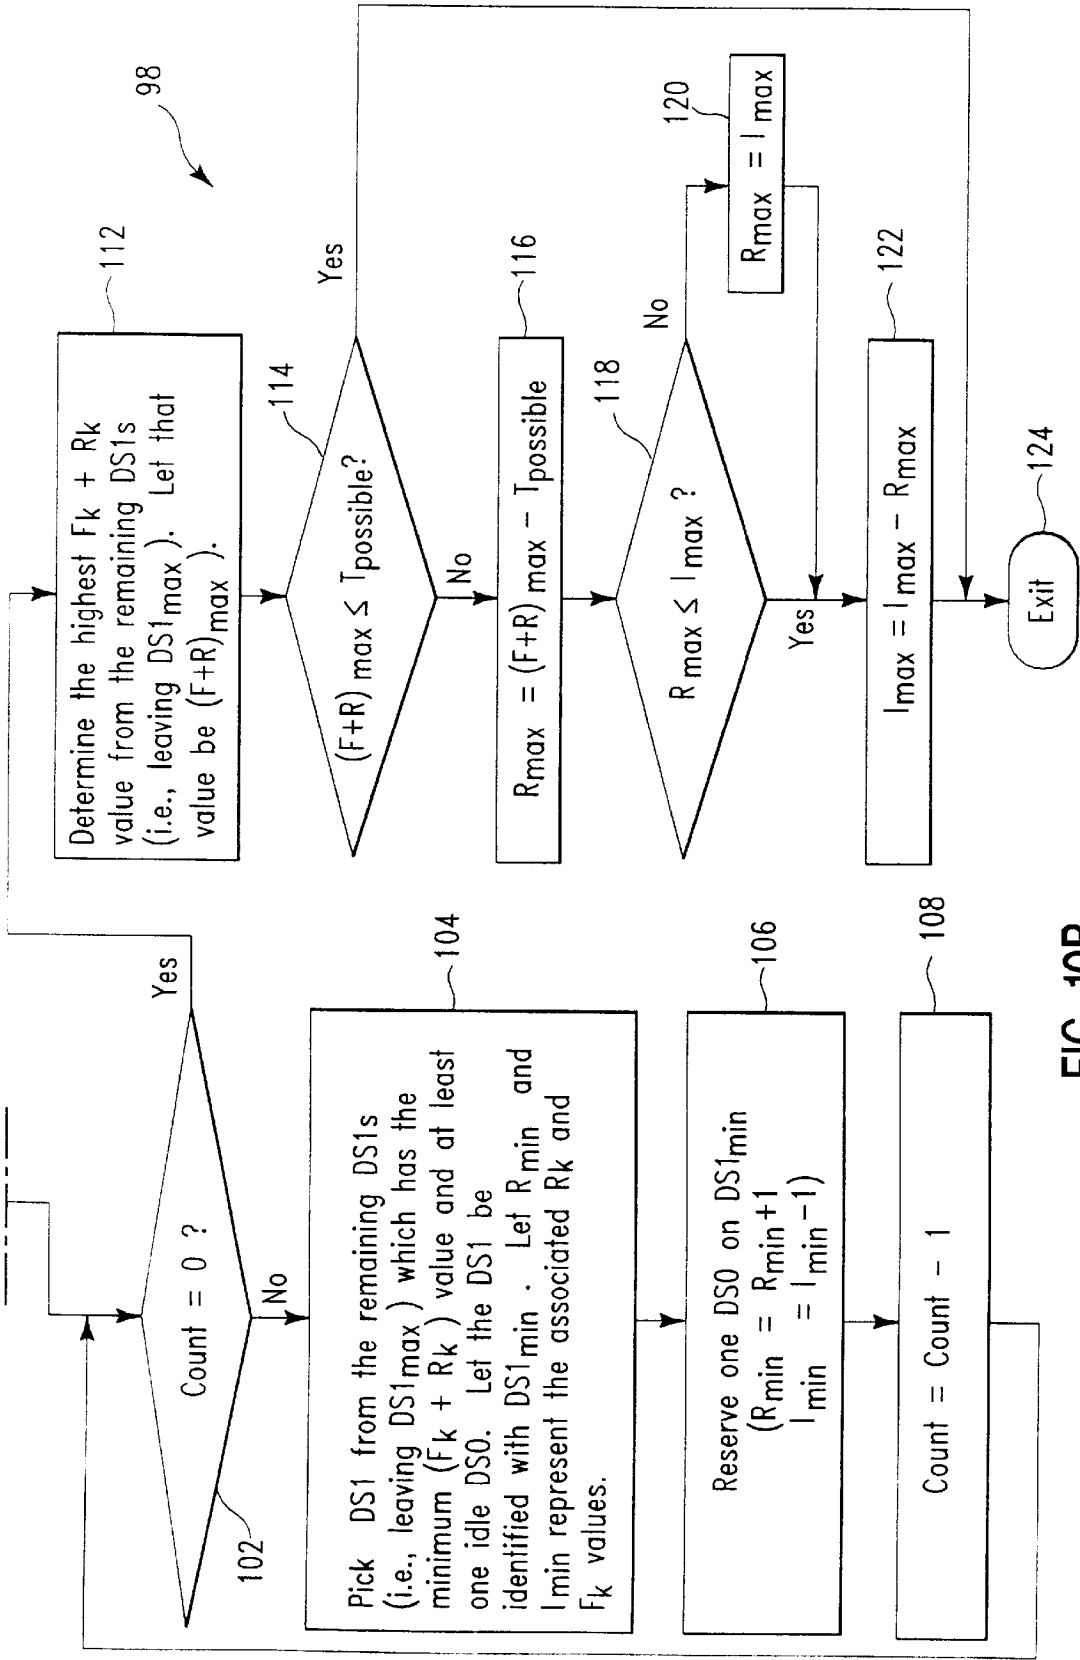 Count = 0 ?
102
Yes
No
Pick DS1 from the remaining DS1s
(i.e., leaving DS1max) which has the
minimum (Fk + Rk) value and at least
one idle DS0. Let the DS1 be
identified with DS1min. Let Rmin and
Imin represent the associated Rk and
Fk values.
104
Reserve one DS0 on DS1min
(Rmin = Rmin+1
Imin = Imin-1)
106
Count = Count - 1
108
98
Determine the highest Fk + Rk
value from the remaining DS1s
(i.e., leaving DS1max). Let that
value be (F+R)max).
112
(F+R)max ≤ Tpossible?
114
Yes
No
Rmax = (F+R)max - Tpossible
116
Rmax ≤ Imax ?
118
No
Yes
Rmax = Imax
120
Imax = Imax - Rmax
122
Exit
124